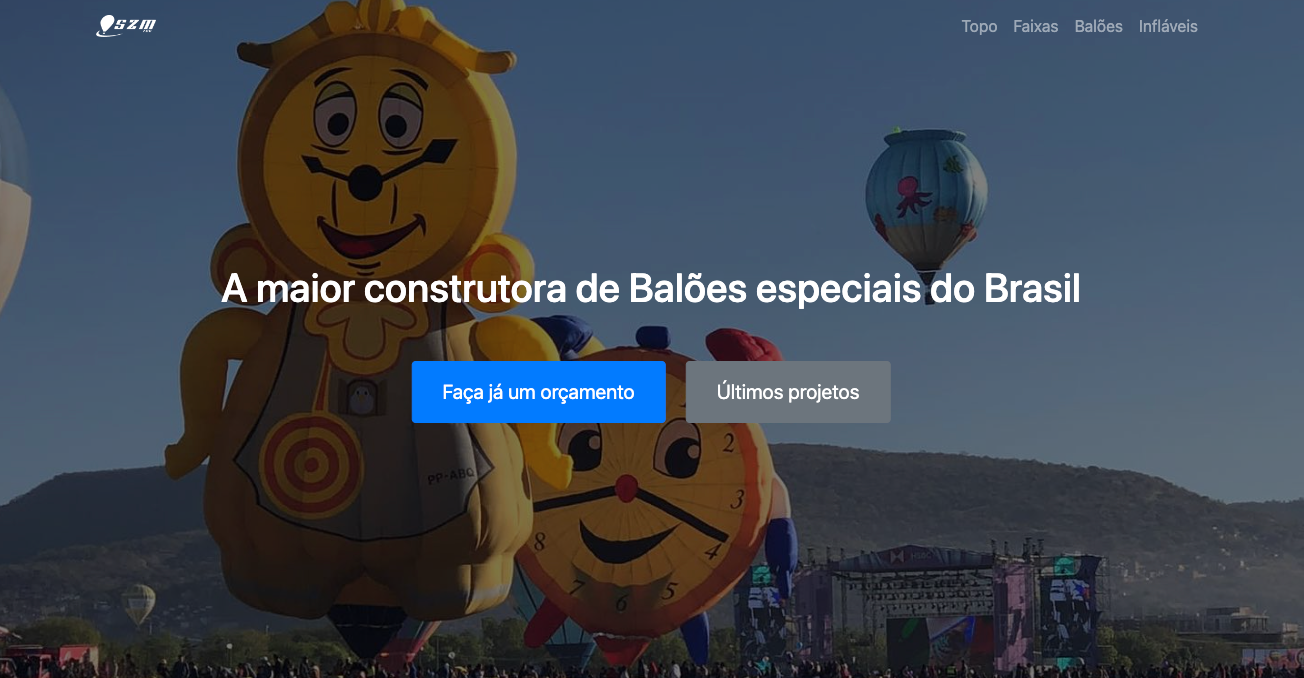 SZM
Topo Faixas Balões Infláveis
A maior construtora de Balões especiais do Brasil
Faça já um orçamento Últimos projetos
PP-ABQ
2
3
8 4
7 6 5
HSBC